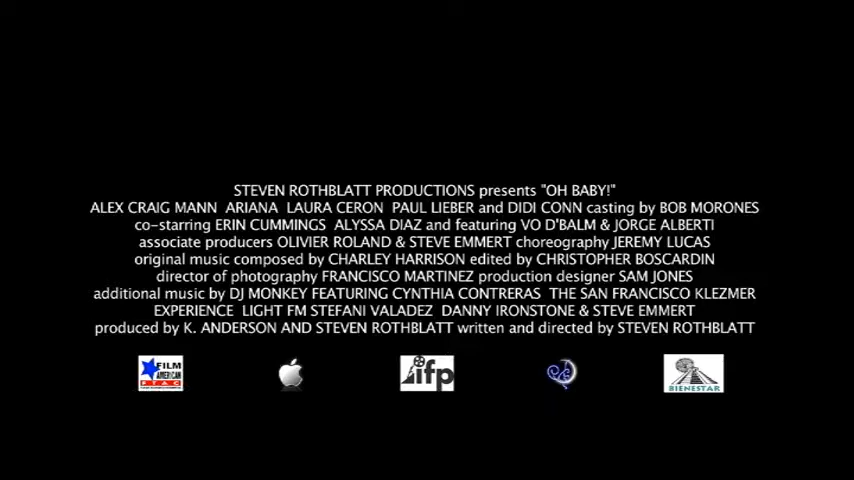 STEVEN ROTHBLATT PRODUCTIONS presents "OH BABY!"
ALEX CRAIG MANN ARIANA LAURA CERON PAUL LIEBER and DIDI CONN casting by BOB MORONES
co-starring ERIN CUMMINGS ALYSSA DIAZ and featuring VO D'BALM & JORGE ALBERTI
associate producers OLIVIER ROLAND & STEVE EMMERT choreography JEREMY LUCAS
original music composed by CHARLEY HARRISON edited by CHRISTOPHER BOSCARDIN
director of photography FRANCISCO MARTINEZ production designer SAM JONES
additional music by DJ MONKEY FEATURING CYNTHIA CONTRERAS THE SAN FRANCISCO KLEZMER
EXPERIENCE LIGHT FM STEFANI VALADEZ DANNY IRONSTONE & STEVE EMMERT
produced by K. ANDERSON AND STEVEN ROTHBLATT written and directed by STEVEN ROTHBLATT
FILM
AMERICAN
ifp
BIENESTAR